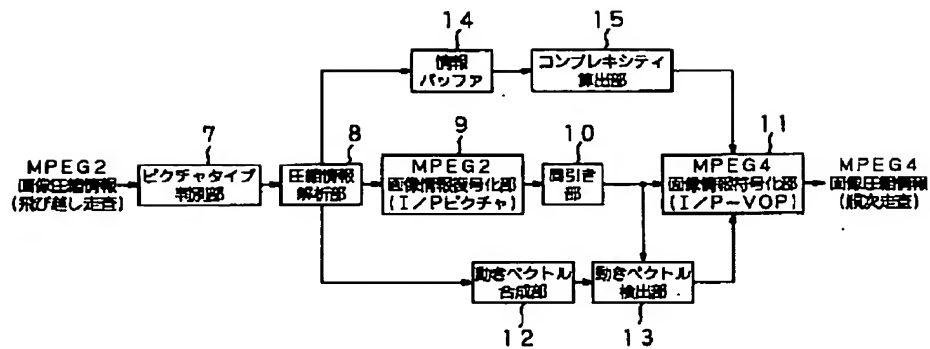 14
15
情報
バッファ
コンプレキシティ
算出部
7
8
9
10
11
MPEG2
画像圧縮情報
(飛び越し走査)
ピクチャタイプ
判別部
圧縮情報
解析部
MPEG2
画像情報復号化部
(I/Pピクチャ)
間引き
部
MPEG4
画像情報符号化部
(I/P-VOP)
MPEG4
画像圧縮情報
(順次走査)
動きベクトル
合成部
動きベクトル
検出部
12
13